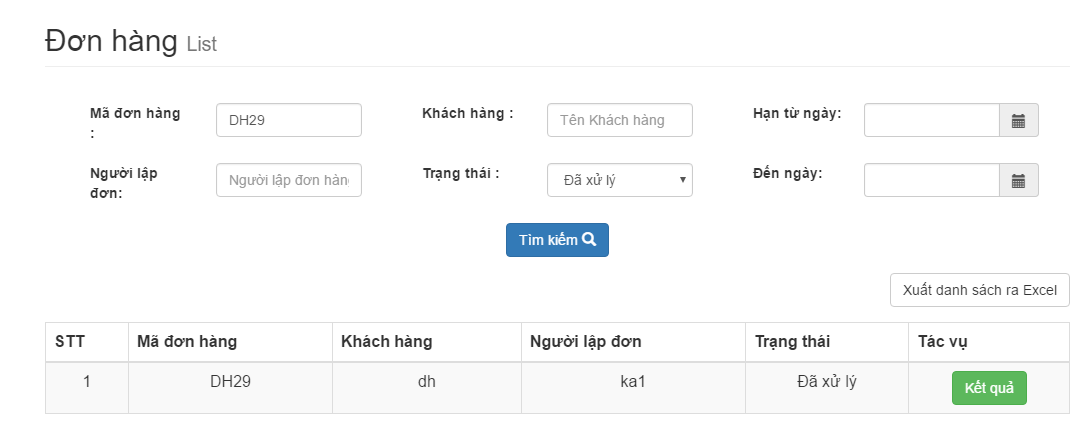 Đơn hàng List
Mã đơn hàng :
DH29
Khách hàng :
Tên Khách hàng
Hạn từ ngày:
Người lập đơn:
Người lập đơn hàn
Trạng thái :
Đã xử lý
Đến ngày:
Tìm kiếm
Xuất danh sách ra Excel
STT Mã đơn hàng Khách hàng Người lập đơn Trạng thái Tác vụ
1 DH29 dh ka1 Đã xử lý Kết quả